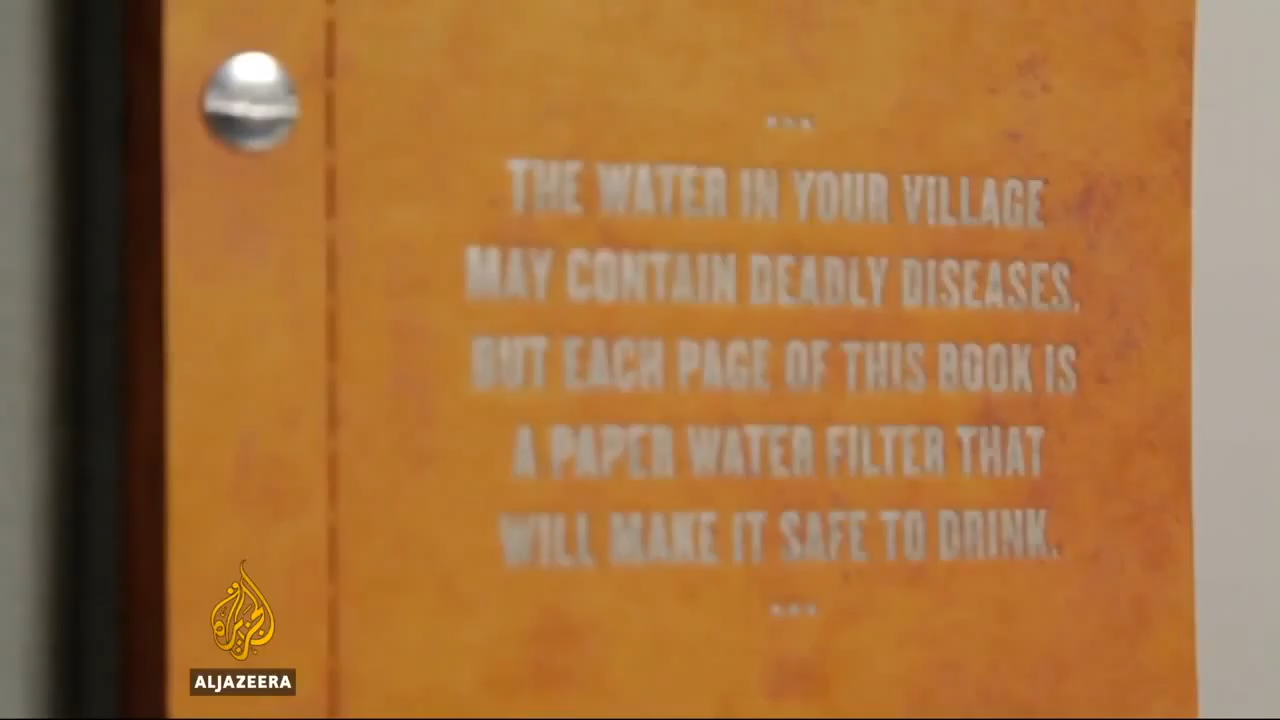 THE WATER IN YOUR VILLAGE
MAY CONTAIN DEADLY DISEASES.
BUT EACH PAGE OF THIS BOOK IS
A PAPER WATER FILTER THAT
WILL MAKE IT SAFE TO DRINK.
الجزيرة
ALJAZEERA